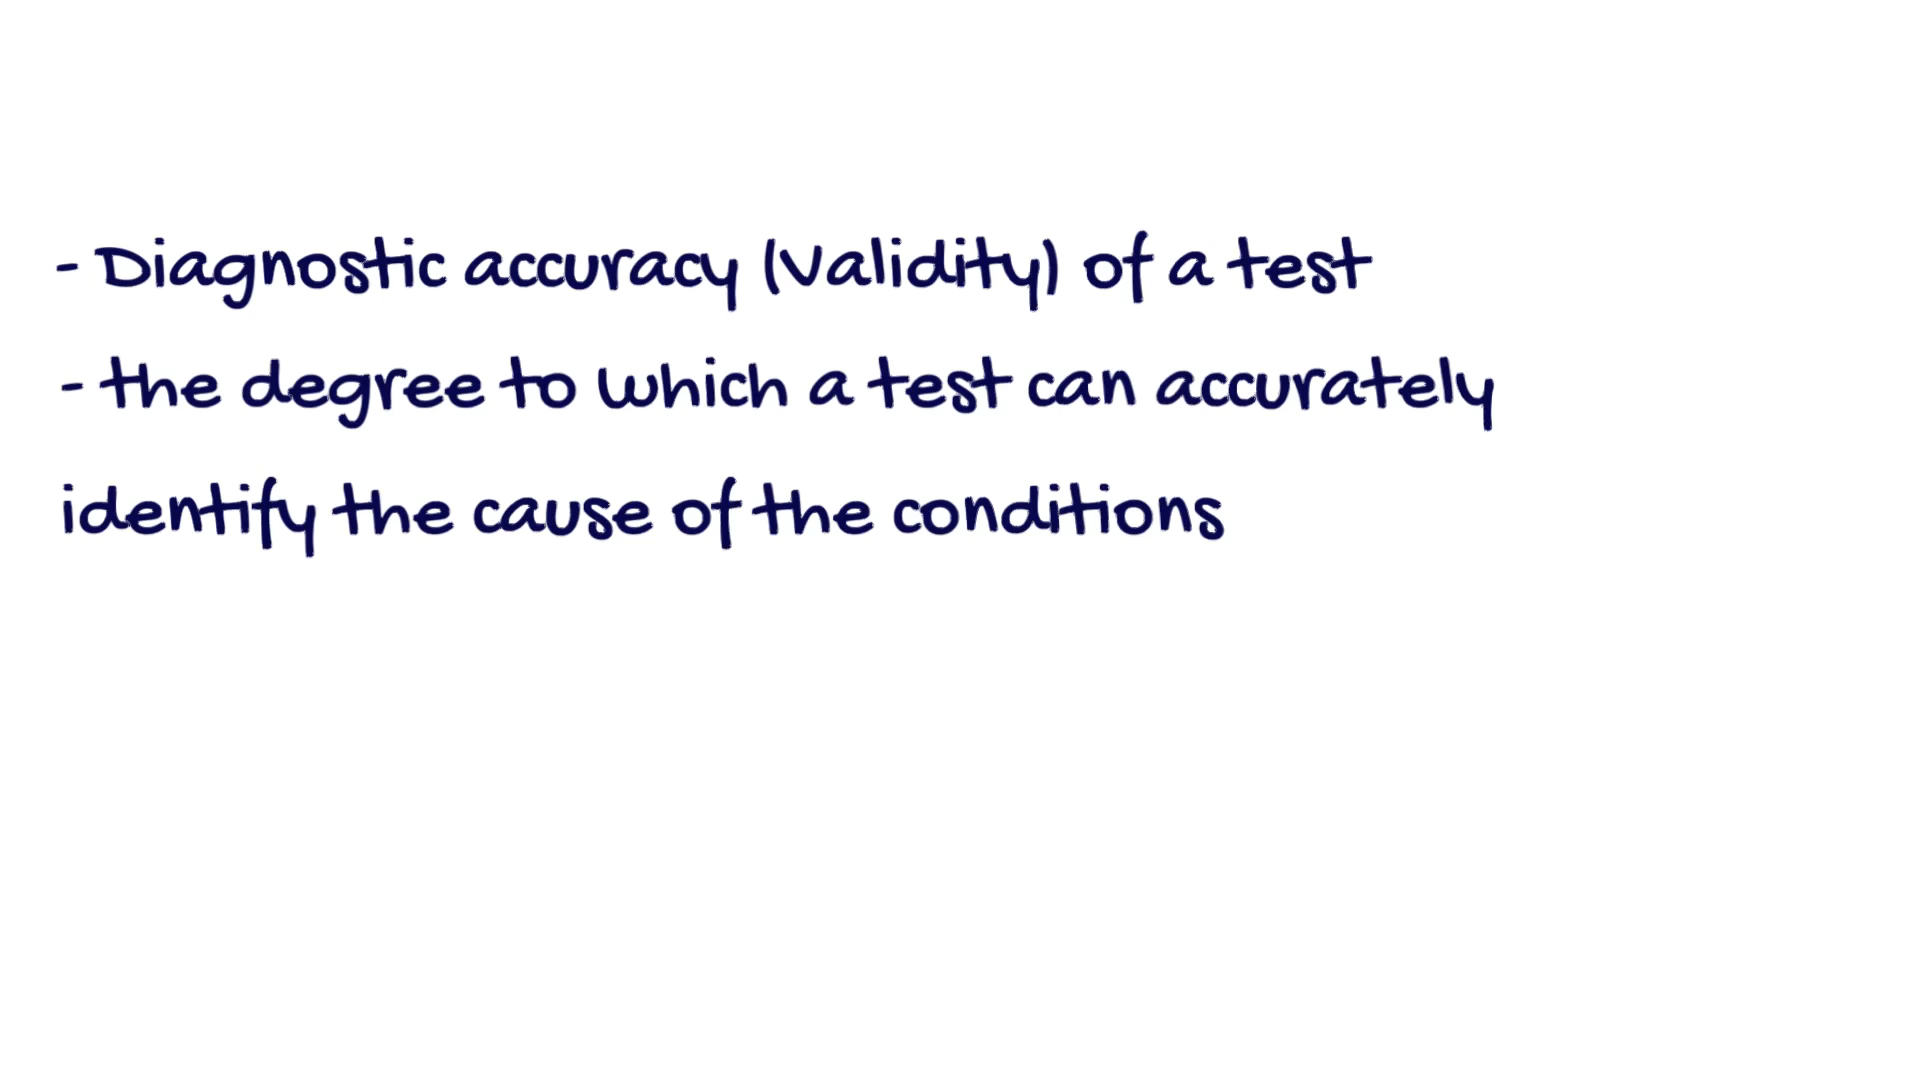 - Diagnostic accuracy (Validity) of a test
- the degree to which a test can accurately
identify the cause of the conditions